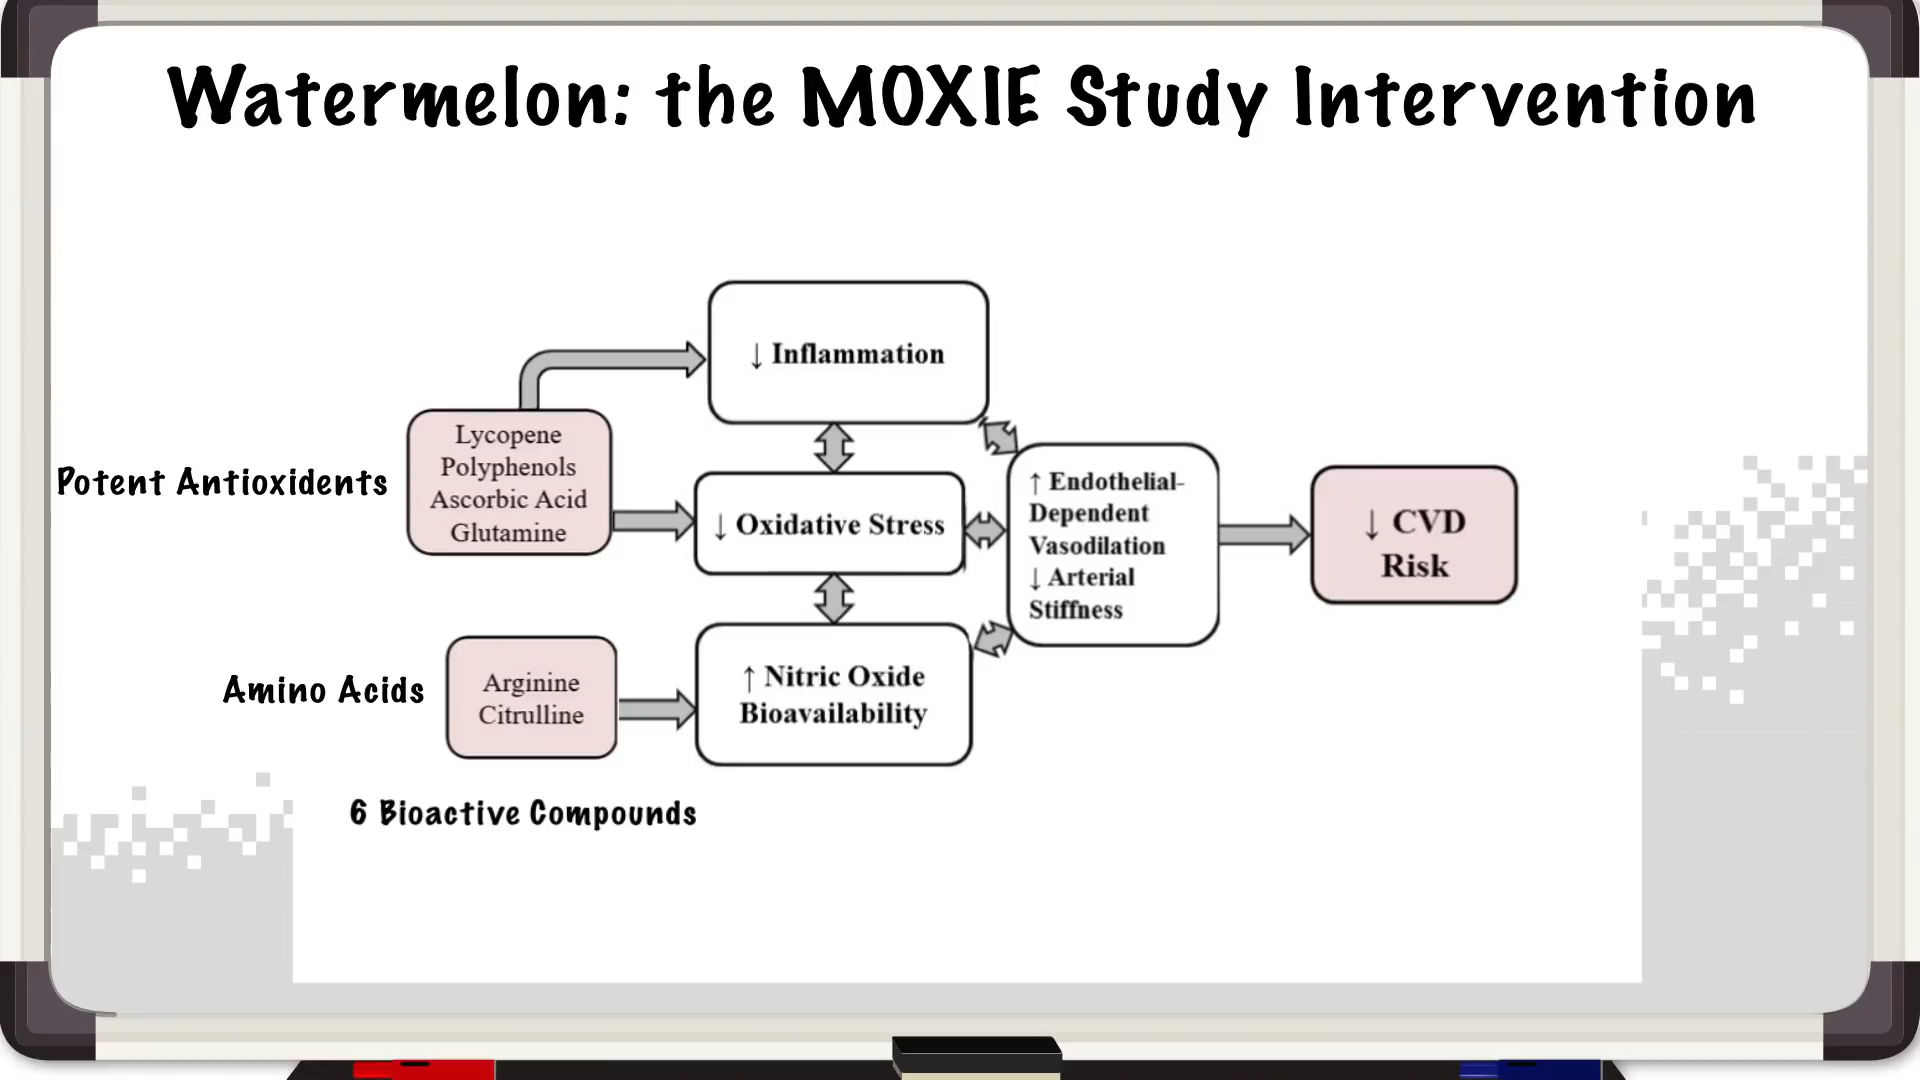 Watermelon: the MOXIE Study Intervention
↓ Inflammation
Potent Antioxidents
Lycopene
Polyphenols
Ascorbic Acid
Glutamine
↓ Oxidative Stress
↑ Endothelial-
Dependent
Vasodilation
↓ Arterial
Stiffness
↓ CVD
Risk
Amino Acids
Arginine
Citrulline
↑ Nitric Oxide
Bioavailability
6 Bioactive Compounds